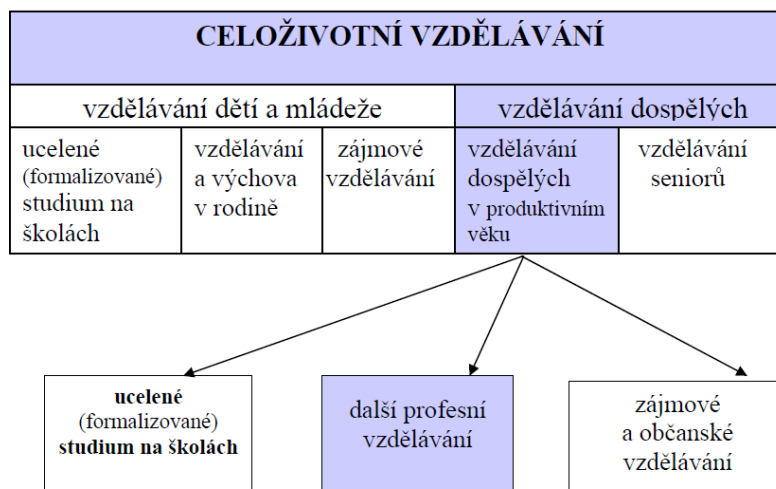 CELOŽIVOTNÍ VZDĚLÁVÁNÍ
vzdělávání dětí a mládeže
vzdělávání dospělých
ucelené
(formalizované)
studium na
školách
vzdělávání
a výchova
v rodině
zájmové
vzdělávání
vzdělávání
dospělých
v produktivním
věku
vzdělávání
seniorů
ucelené
(formalizované)
studium na školách
další profesní
vzdělávání
zájmové
a občanské
vzdělávání